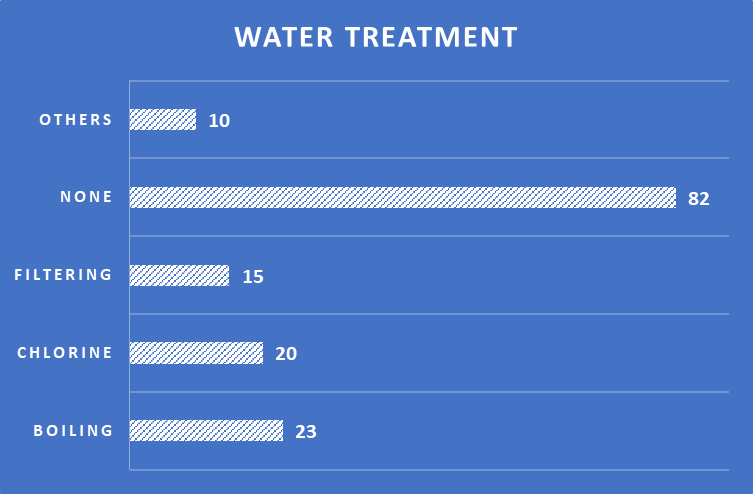 WATER TREATMENT
OTHERS 10
NONE 82
FILTERING 15
CHLORINE 20
BOILING 23